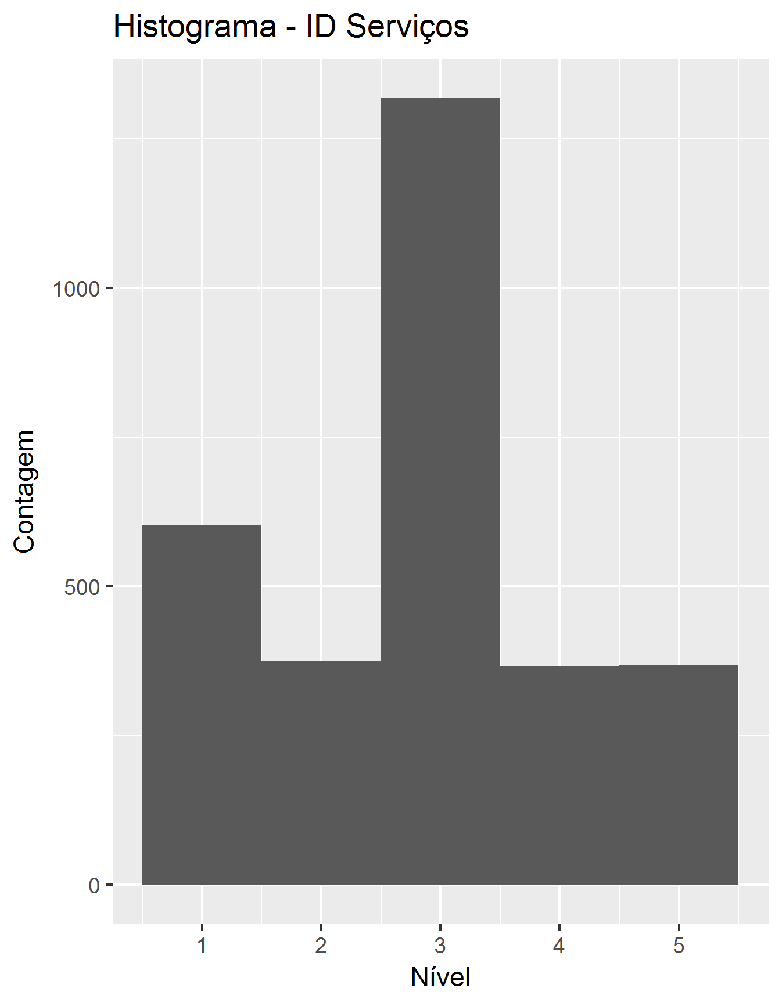 Histograma - ID Serviços
Contagem
1000
500
0
1 2 3 4 5
Nível